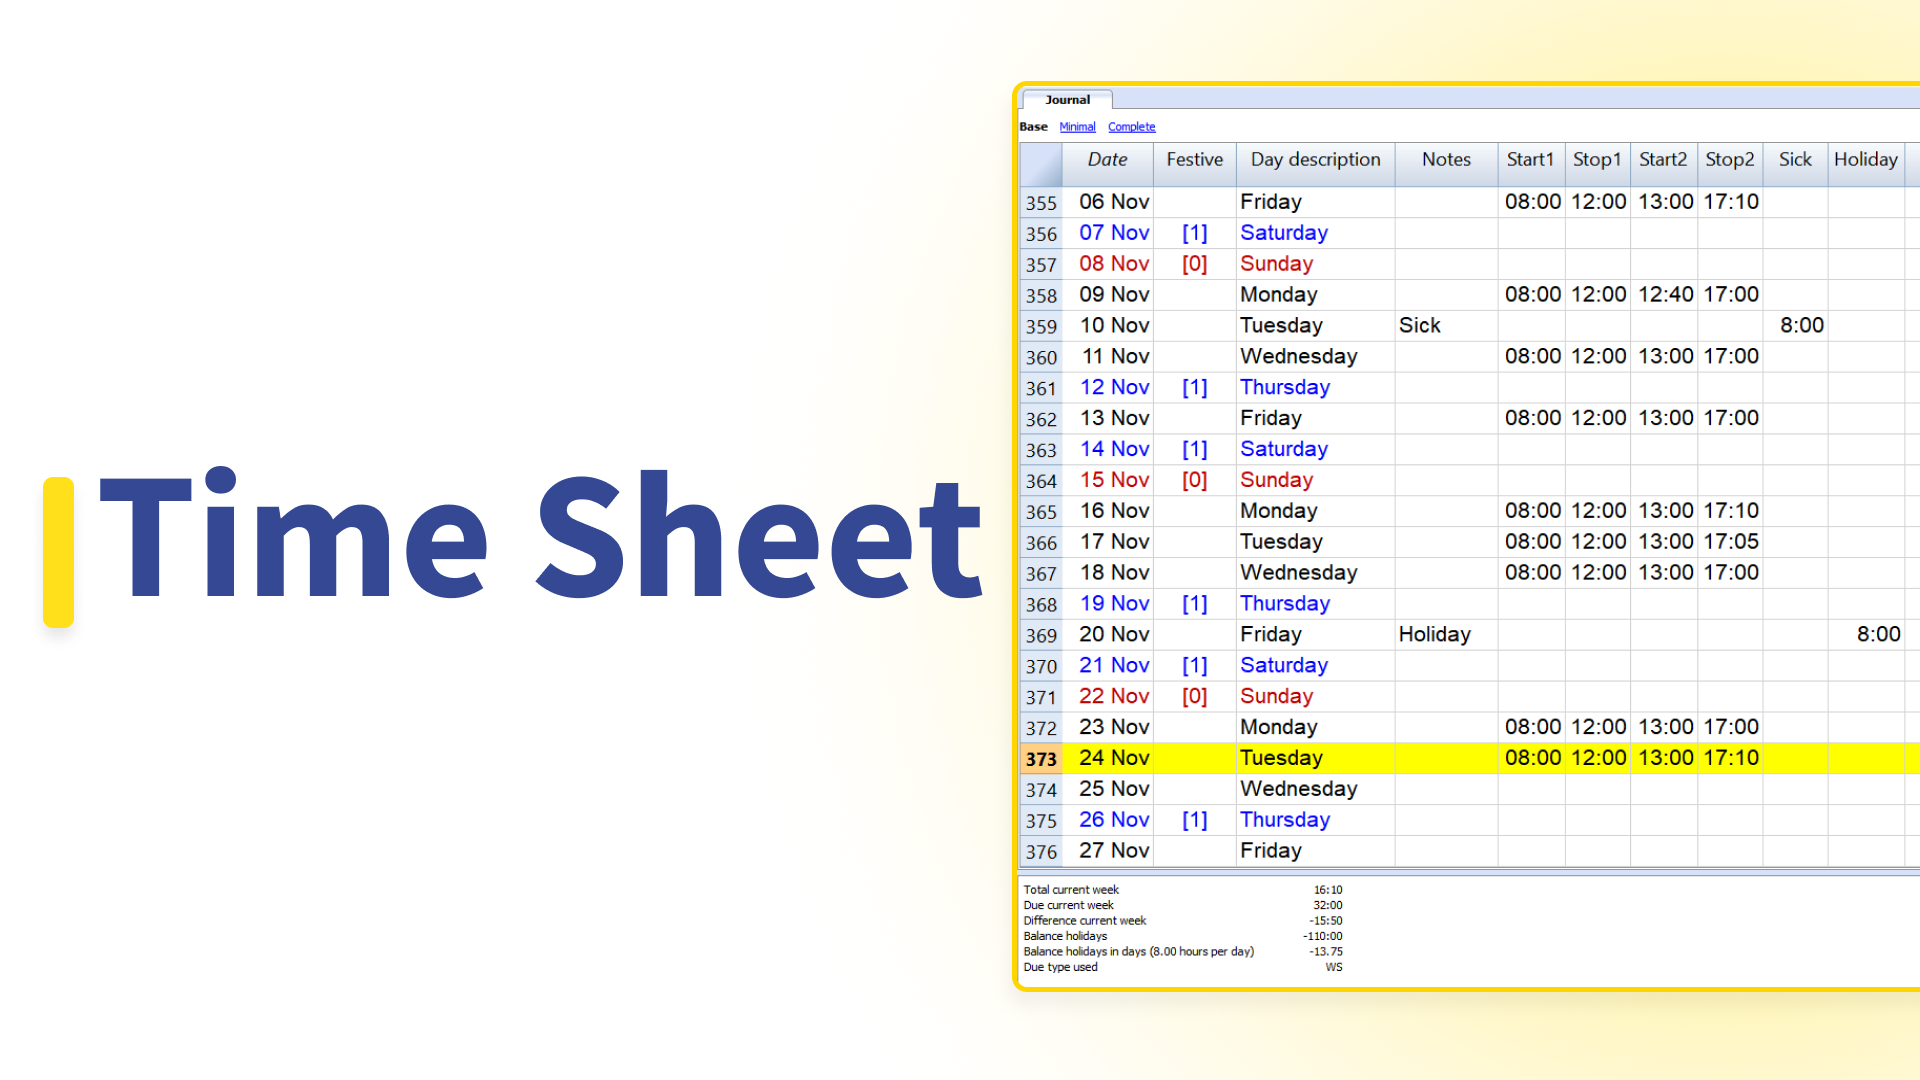 Time Sheet
Journal
Base Minimal Complete
Date Festive Day description Notes Start1 Stop1 Start2 Stop2 Sick Holiday
355 06 Nov Friday 08:00 12:00 13:00 17:10
356 07 Nov [1] Saturday
357 08 Nov [0] Sunday
358 09 Nov Monday 08:00 12:00 12:40 17:00
359 10 Nov Tuesday Sick 8:00
360 11 Nov Wednesday 08:00 12:00 13:00 17:00
361 12 Nov [1] Thursday
362 13 Nov Friday 08:00 12:00 13:00 17:00
363 14 Nov [1] Saturday
364 15 Nov [0] Sunday
365 16 Nov Monday 08:00 12:00 13:00 17:10
366 17 Nov Tuesday 08:00 12:00 13:00 17:05
367 18 Nov Wednesday 08:00 12:00 13:00 17:00
368 19 Nov [1] Thursday
369 20 Nov Friday Holiday 8:00
370 21 Nov [1] Saturday
371 22 Nov [0] Sunday
372 23 Nov Monday 08:00 12:00 13:00 17:00
373 24 Nov Tuesday 08:00 12:00 13:00 17:10
374 25 Nov Wednesday
375 26 Nov [1] Thursday
376 27 Nov Friday
Total current week 16:10
Due current week 32:00
Difference current week -15:50
Balance holidays -110:00
Balance holidays in days (8.00 hours per day) -13.75
Due type used WS